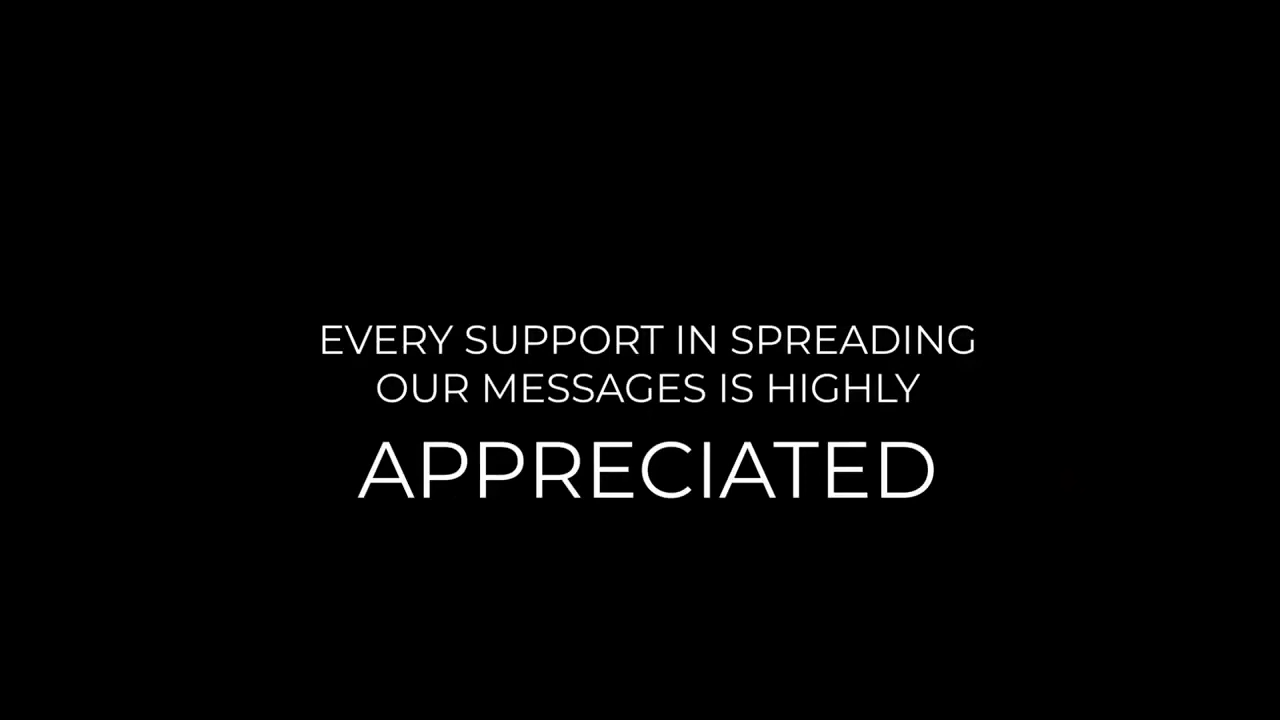 EVERY SUPPORT IN SPREADING
OUR MESSAGES IS HIGHLY
APPRECIATED